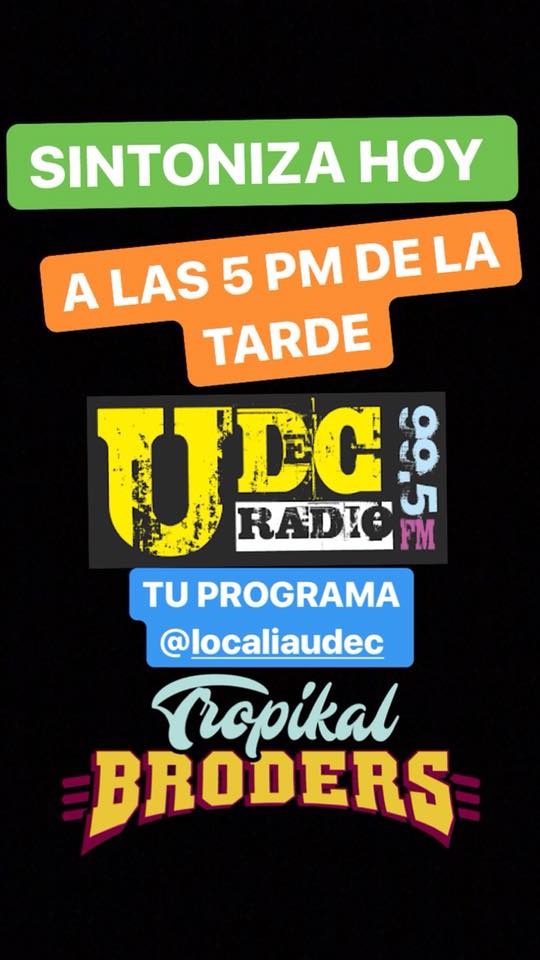 SINTONIZA HOY
A LAS 5 PM DE LA
TARDE
UDEC
RADIO
99.5
FM
TU PROGRAMA
@localiaudec
Tropikal
BRODERS